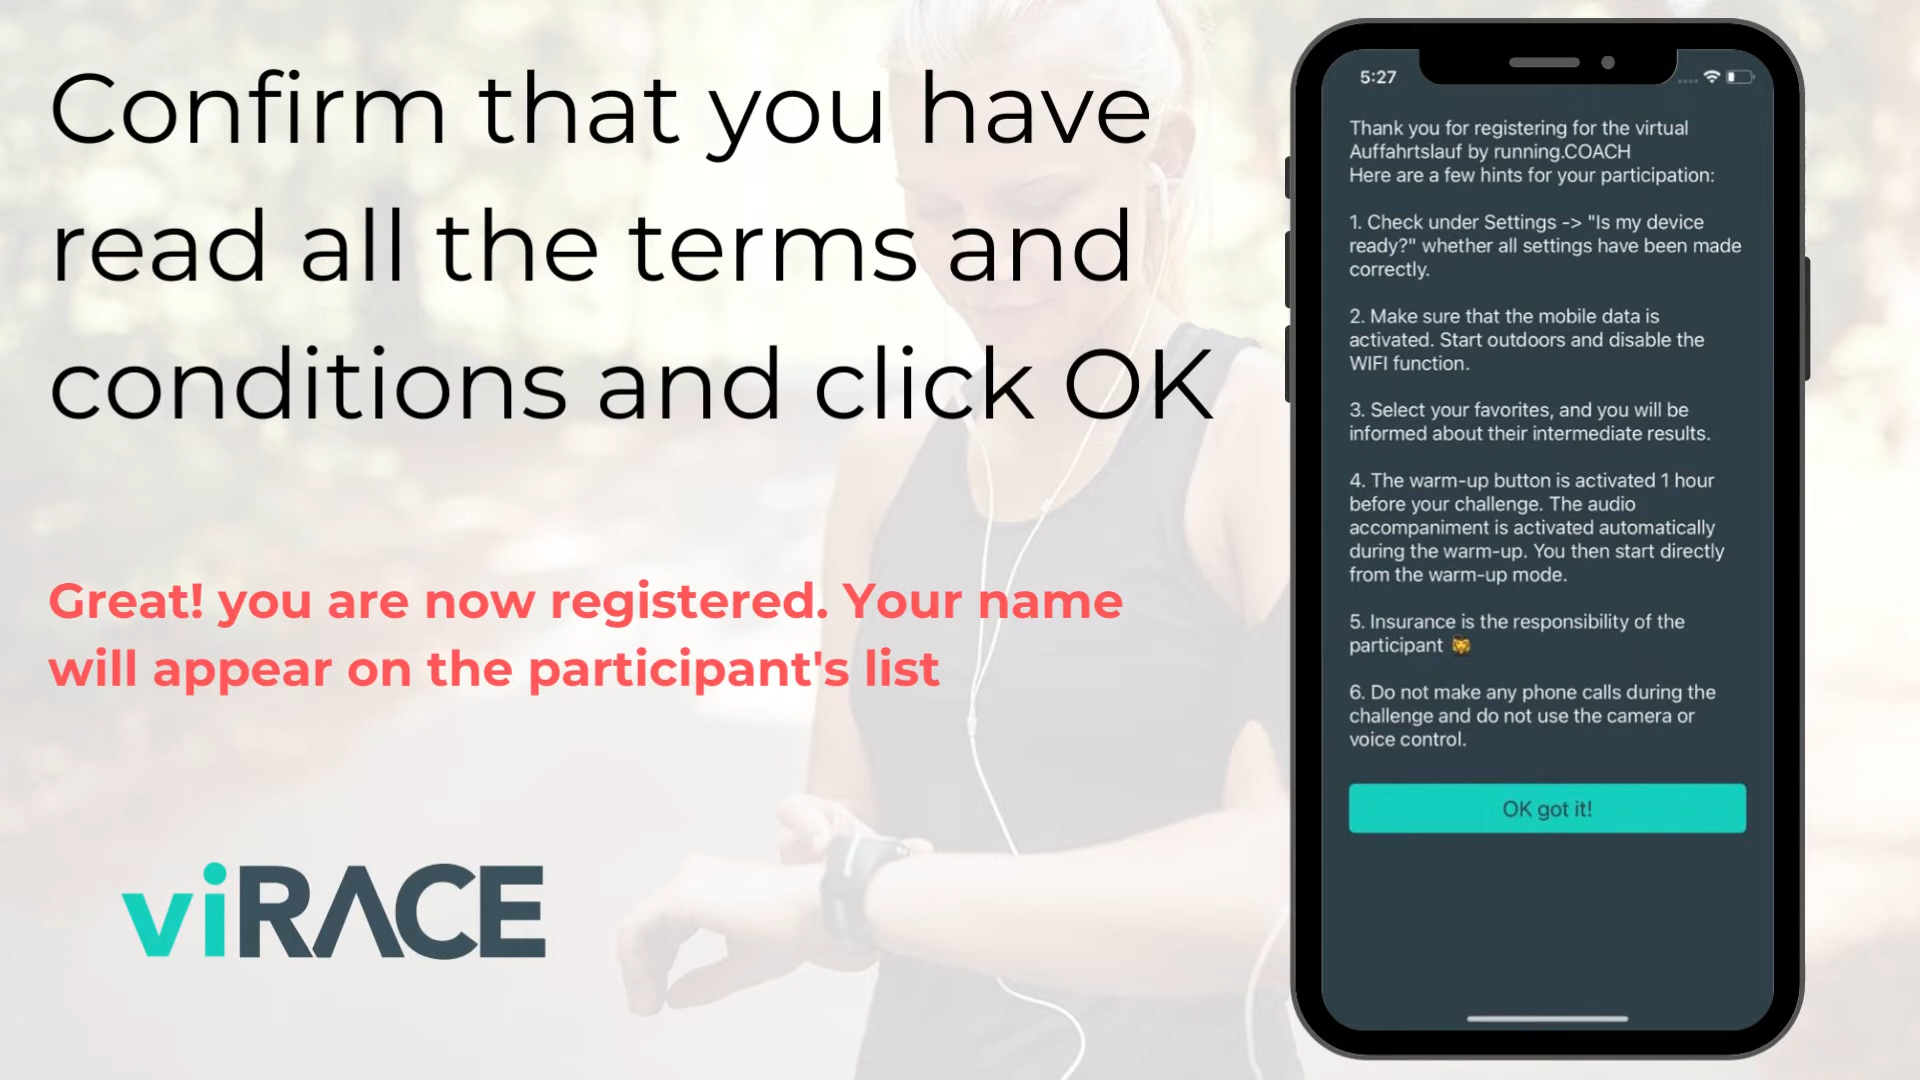 Confirm that you have
read all the terms and
conditions and click OK
Great! you are now registered. Your name
will appear on the participant's list
viRACE
5:27
Thank you for registering for the virtual
Auffahrtslauf by running.COACH
Here are a few hints for your participation:
1. Check under Settings -> "Is my device
ready?" whether all settings have been made
correctly.
2. Make sure that the mobile data is
activated. Start outdoors and disable the
WIFI function.
3. Select your favorites, and you will be
informed about their intermediate results.
4. The warm-up button is activated 1 hour
before your challenge. The audio
accompaniment is activated automatically
during the warm-up. You then start directly
from the warm-up mode.
5. Insurance is the responsibility of the
participant
6. Do not make any phone calls during the
challenge and do not use the camera or
voice control.
OK got it!